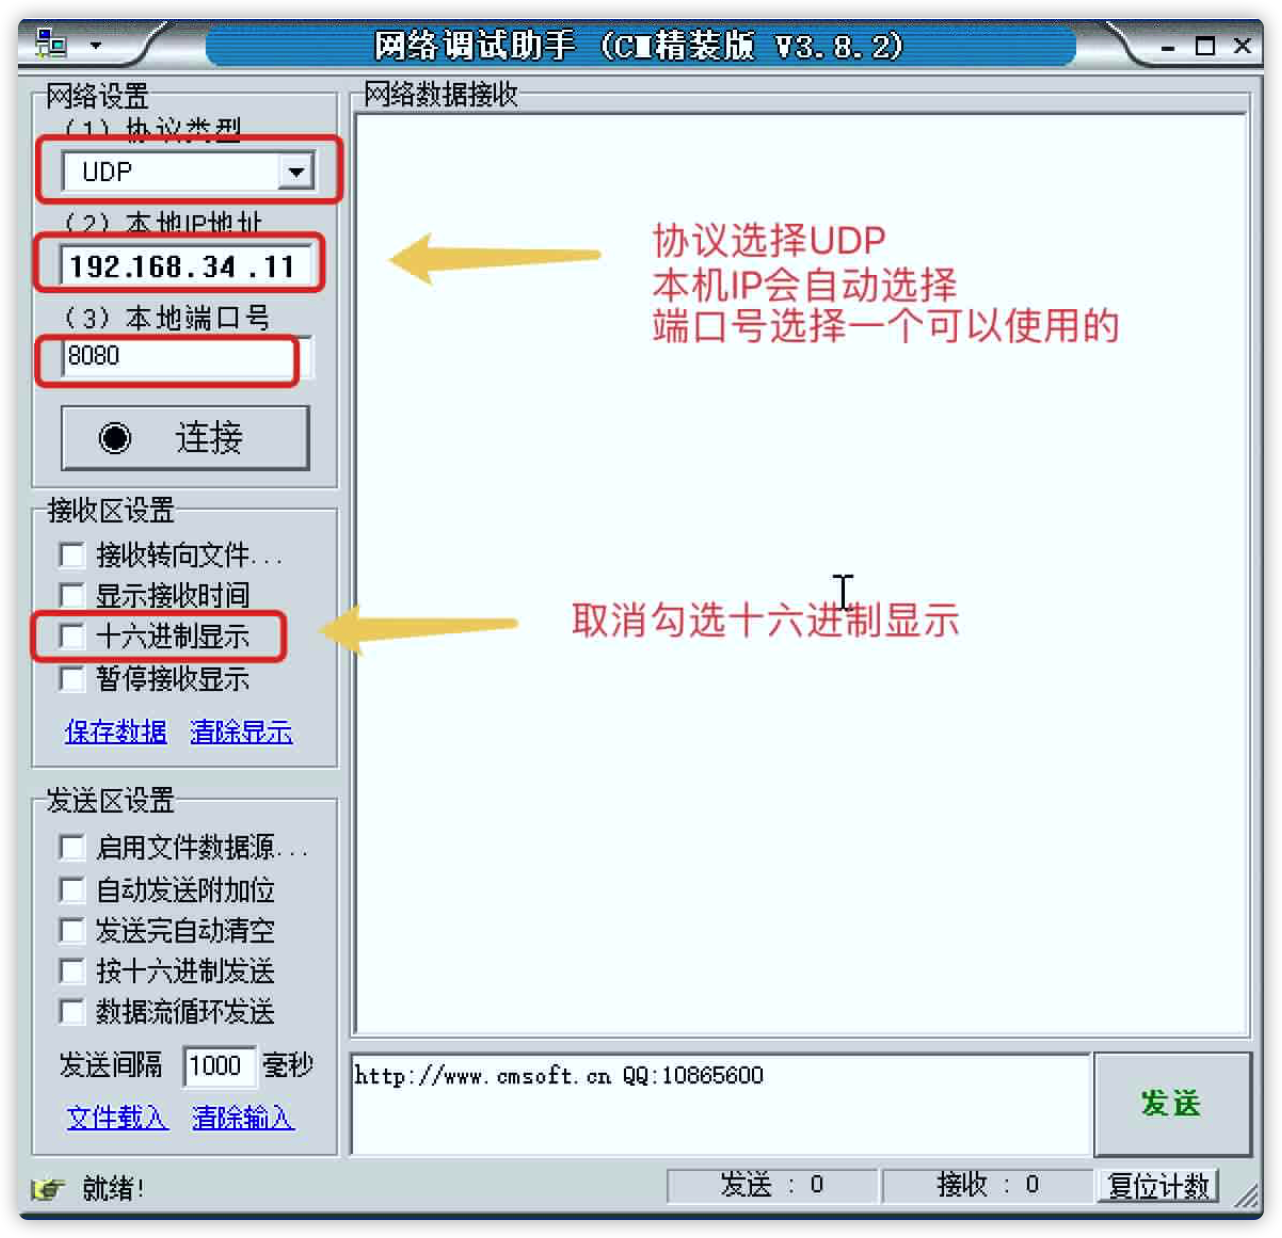 网络调试助手 (CM精装版 V3.8.2)
网络设置
(1) 协议类型
UDP
(2) 本地IP地址
192.168.34.11
(3) 本地端口号
8080
连接
接收区设置
接收转向文件...
显示接收时间
十六进制显示
暂停接收显示
保存数据 清除显示
发送区设置
启用文件数据源...
自动发送附加位
发送完自动清空
按十六进制发送
数据流循环发送
发送间隔 1000 毫秒
文件载入 清除输入
网络数据接收
协议选择UDP
本机IP会自动选择
端口号选择一个可以使用的
取消勾选十六进制显示
http://www.cmsoft.cn QQ:10865600
发送
就绪!
发送 : 0
接收 : 0
复位计数